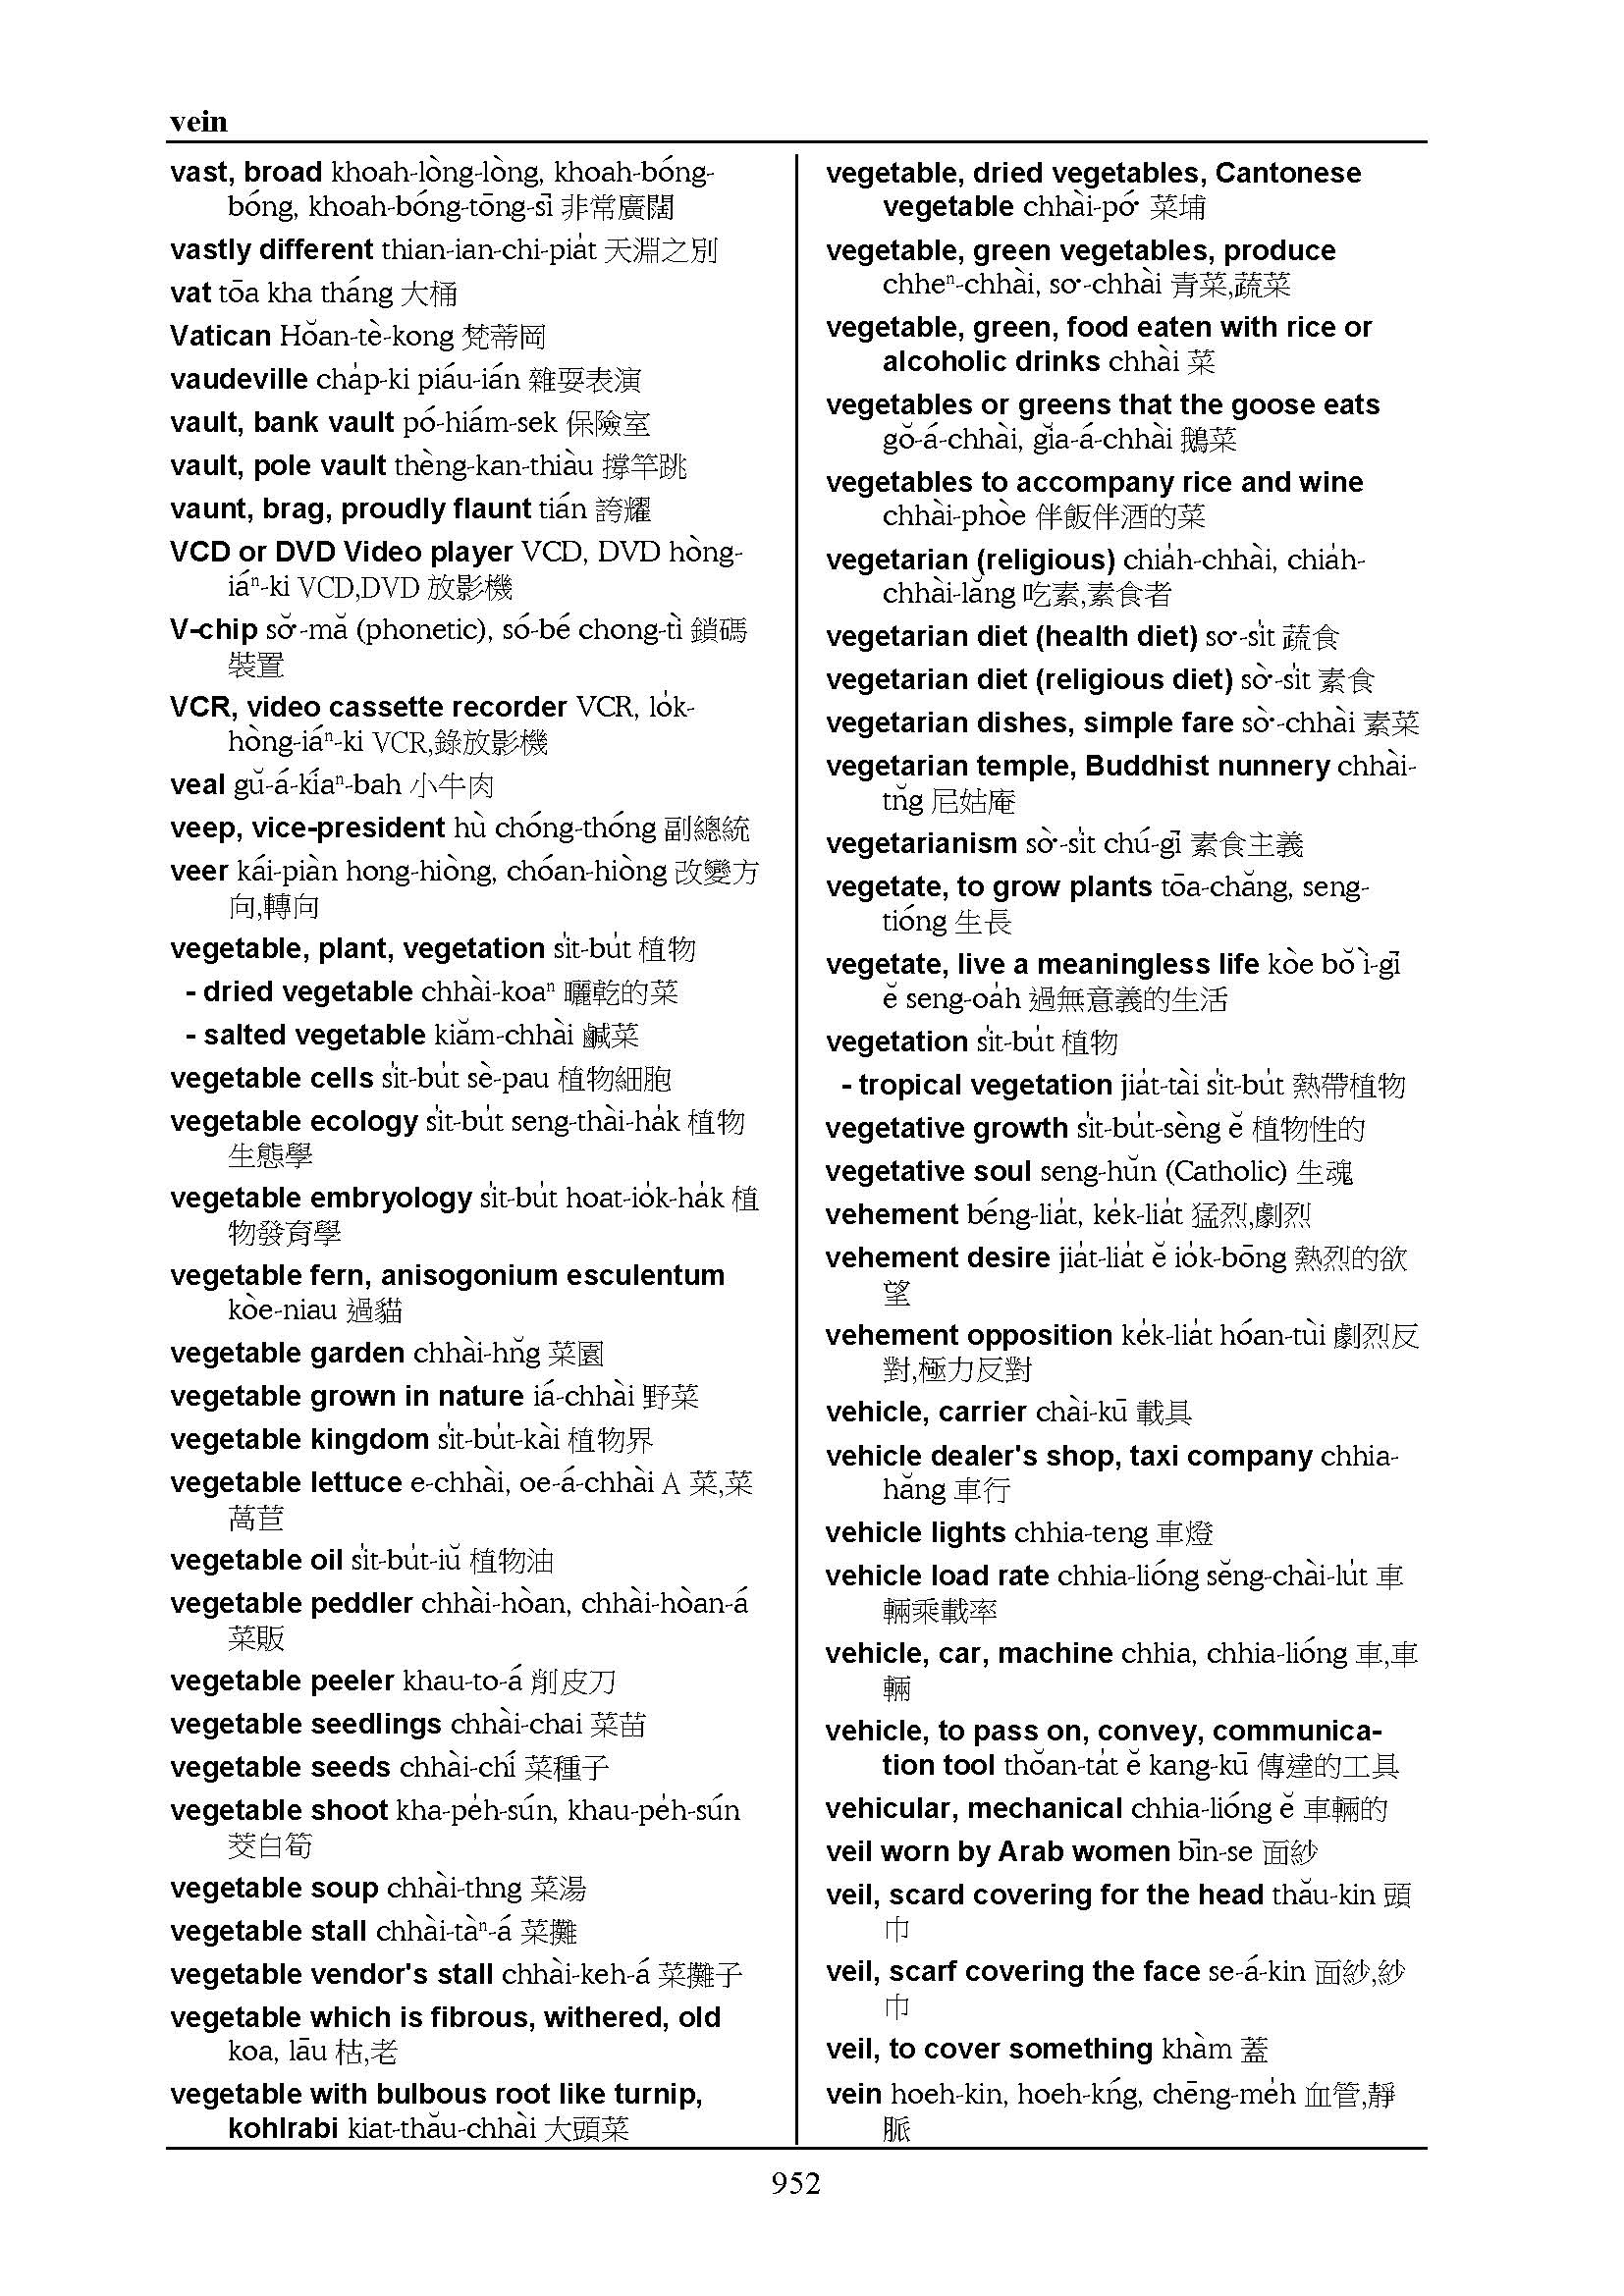 vein
vast, broad khoah-lòng-lòng, khoah-bóng-
bóng, khoah-bóng-tōng-sī 非常廣闊
vastly different thian-ian-chi-pia̍t 天淵之別
vat tōa kha tháng 大桶
Vatican Hŏan-tè-kong 梵蒂岡
vaudeville cha̍p-ki piáu-ián 雜耍表演
vault, bank vault pó-hiám-sek 保險室
vault, pole vault thèng-kan-thiàu 撐竿跳
vaunt, brag, proudly flaunt tián 誇耀
VCD or DVD Video player VCD, DVD hòng-
iáⁿ-ki VCD,DVD 放影機
V-chip sŏ͘-mă (phonetic), só-bé chong-tì 鎖碼
裝置
VCR, video cassette recorder VCR, lo̍k-
hòng-iáⁿ-ki VCR,錄放影機
veal gŭ-á-kíaⁿ-bah 小牛肉
veep, vice-president hù chóng-thóng 副總統
veer kái-piàn hong-hiòng, chóan-hiòng 改變方
向,轉向
vegetable, plant, vegetation si̍t-bu̍t 植物
- dried vegetable chhài-koaⁿ 曬乾的菜
- salted vegetable kiăm-chhài 鹹菜
vegetable cells si̍t-bu̍t sè-pau 植物細胞
vegetable ecology si̍t-bu̍t seng-thài-ha̍k 植物
生態學
vegetable embryology si̍t-bu̍t hoat-io̍k-ha̍k 植
物發育學
vegetable fern, anisogonium esculentum
kòe-niau 過貓
vegetable garden chhài-hn̆g 菜園
vegetable grown in nature iá-chhài 野菜
vegetable kingdom si̍t-bu̍t-kài 植物界
vegetable lettuce e-chhài, oe-á-chhài A 菜,菜
萵苣
vegetable oil si̍t-bu̍t-iŭ 植物油
vegetable peddler chhài-hòan, chhài-hòan-á
菜販
vegetable peeler khau-to-á 削皮刀
vegetable seedlings chhài-chai 菜苗
vegetable seeds chhài-chí 菜種子
vegetable shoot kha-pe̍h-sún, khau-pe̍h-sún
茭白筍
vegetable soup chhài-thng 菜湯
vegetable stall chhài-tàⁿ-á 菜攤
vegetable vendor's stall chhài-keh-á 菜攤子
vegetable which is fibrous, withered, old
koa, lāu 枯,老
vegetable with bulbous root like turnip,
kohlrabi kiat-thău-chhài 大頭菜
vegetable, dried vegetables, Cantonese
vegetable chhài-pó͘ 菜埔
vegetable, green vegetables, produce
chheⁿ-chhài, so͘-chhài 青菜,蔬菜
vegetable, green, food eaten with rice or
alcoholic drinks chhài 菜
vegetables or greens that the goose eats
gŏ-á-chhài, gĭa-á-chhài 鵝菜
vegetables to accompany rice and wine
chhài-phòe 伴飯伴酒的菜
vegetarian (religious) chia̍h-chhài, chia̍h-
chhài-lăng 吃素,素食者
vegetarian diet (health diet) so͘-si̍t 蔬食
vegetarian diet (religious diet) sò͘-si̍t 素食
vegetarian dishes, simple fare sò͘-chhài 素菜
vegetarian temple, Buddhist nunnery chhài-
tn̆g 尼姑庵
vegetarianism sò͘-si̍t chú-gī 素食主義
vegetate, to grow plants tōa-chăng, seng-
tióng 生長
vegetate, live a meaningless life kòe bŏ ì-gī
ĕ seng-oa̍h 過無意義的生活
vegetation si̍t-bu̍t 植物
- tropical vegetation jia̍t-tài si̍t-bu̍t 熱帶植物
vegetative growth si̍t-bu̍t-sèng ĕ 植物性的
vegetative soul seng-hŭn (Catholic) 生魂
vehement béng-lia̍t, ke̍k-lia̍t 猛烈,劇烈
vehement desire jia̍t-lia̍t ĕ io̍k-bōng 熱烈的欲
望
vehement opposition ke̍k-lia̍t hóan-tùi 劇烈反
對,極力反對
vehicle, carrier chài-kū 載具
vehicle dealer's shop, taxi company chhia-
hăng 車行
vehicle lights chhia-teng 車燈
vehicle load rate chhia-lióng sĕng-chài-lu̍t 車
輛乘載率
vehicle, car, machine chhia, chhia-lióng 車,車
輛
vehicle, to pass on, convey, communica-
tion tool thŏan-ta̍t ĕ kang-kū 傳達的工具
vehicular, mechanical chhia-lióng ĕ 車輛的
veil worn by Arab women bīn-se 面紗
veil, scard covering for the head thău-kin 頭
巾
veil, scarf covering the face se-á-kin 面紗,紗
巾
veil, to cover something khàm 蓋
vein hoeh-kin, hoeh-kńg, chēng-me̍h 血管,靜
脈
952